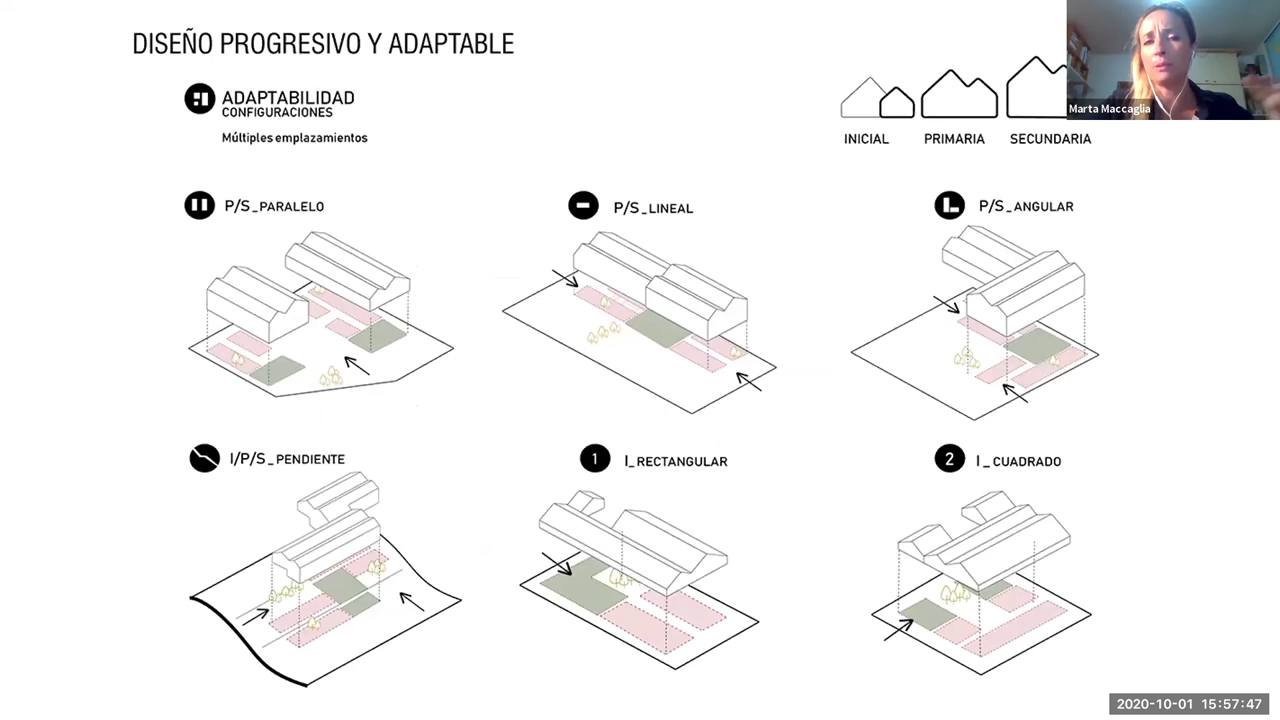 DISEÑO PROGRESIVO Y ADAPTABLE
ADAPTABILIDAD
CONFIGURACIONES
Múltiples emplazamientos
Marta Maccaglia
INICIAL
PRIMARIA
SECUNDARIA
P/S_PARALELO
P/S_LINEAL
P/S_ANGULAR
I/P/S_PENDIENTE
1
I_RECTANGULAR
2
I_CUADRADO
2020-10-01 15:57:47